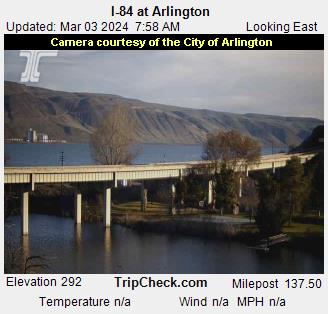 I-84 at Arlington
Updated: Mar 03 2024 7:58 AM Looking East
Camera courtesy of the City of Arlington
Elevation 292 TripCheck.com Milepost 137.50
Temperature n/a Wind n/a MPH n/a